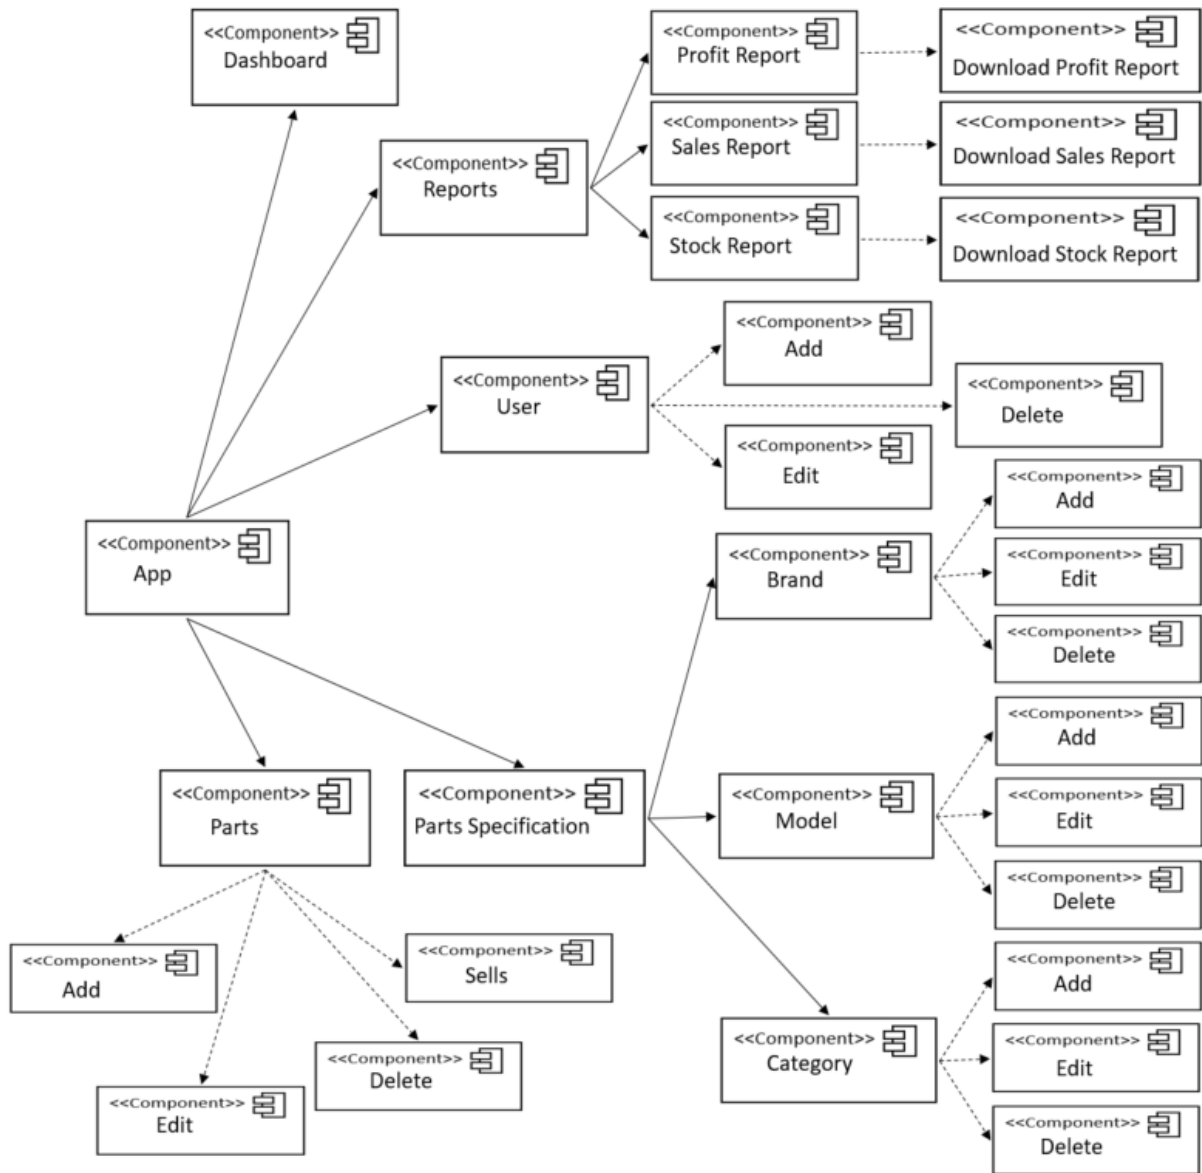 <<Component>>
Dashboard
<<Component>>
Reports
<<Component>>
Profit Report
<<Component>>
Download Profit Report
<<Component>>
Sales Report
<<Component>>
Download Sales Report
<<Component>>
Stock Report
<<Component>>
Download Stock Report
<<Component>>
User
<<Component>>
Add
<<Component>>
Delete
<<Component>>
Edit
<<Component>>
App
<<Component>>
Brand
<<Component>>
Add
<<Component>>
Edit
<<Component>>
Delete
<<Component>>
Parts
<<Component>>
Parts Specification
<<Component>>
Model
<<Component>>
Add
<<Component>>
Edit
<<Component>>
Delete
<<Component>>
Add
<<Component>>
Sells
<<Component>>
Edit
<<Component>>
Delete
<<Component>>
Category
<<Component>>
Add
<<Component>>
Edit
<<Component>>
Delete